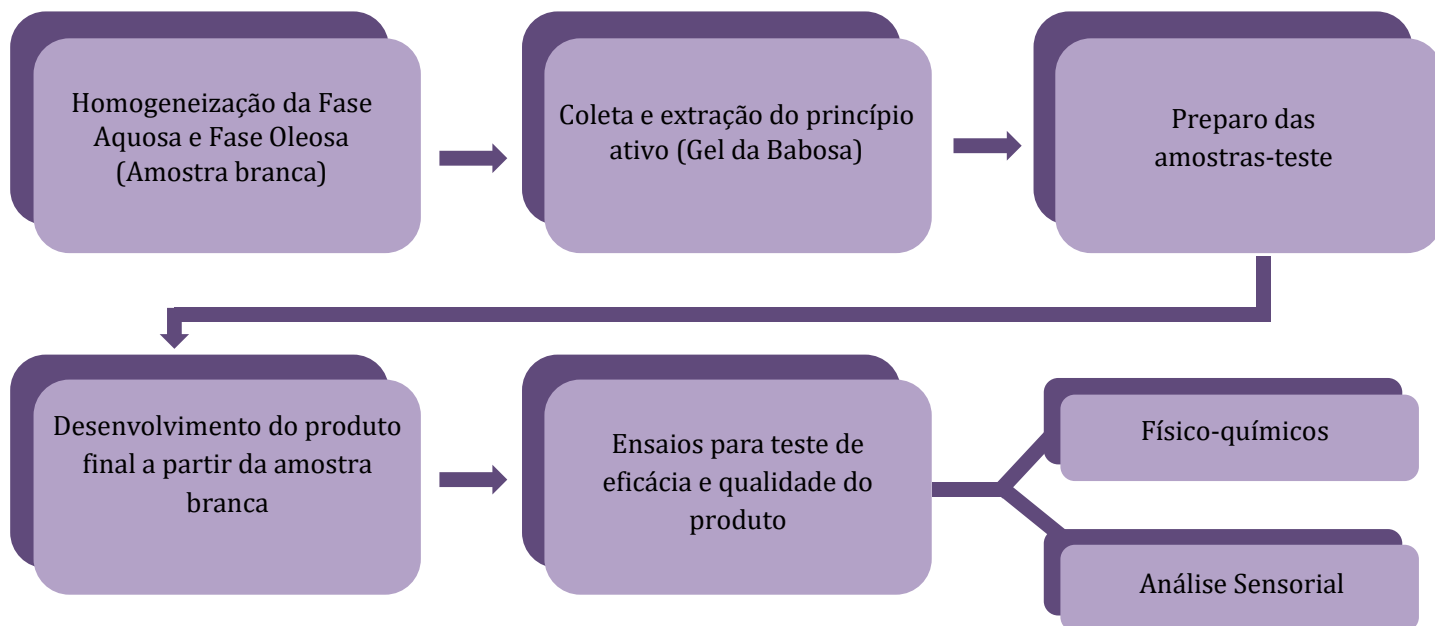 Homogeneização da Fase
Aquosa e Fase Oleosa
(Amostra branca)
Coleta e extração do princípio
ativo (Gel da Babosa)
Preparo das
amostras-teste
Desenvolvimento do produto
final a partir da amostra
branca
Ensaios para teste de
eficácia e qualidade do
produto
Físico-químicos
Análise Sensorial